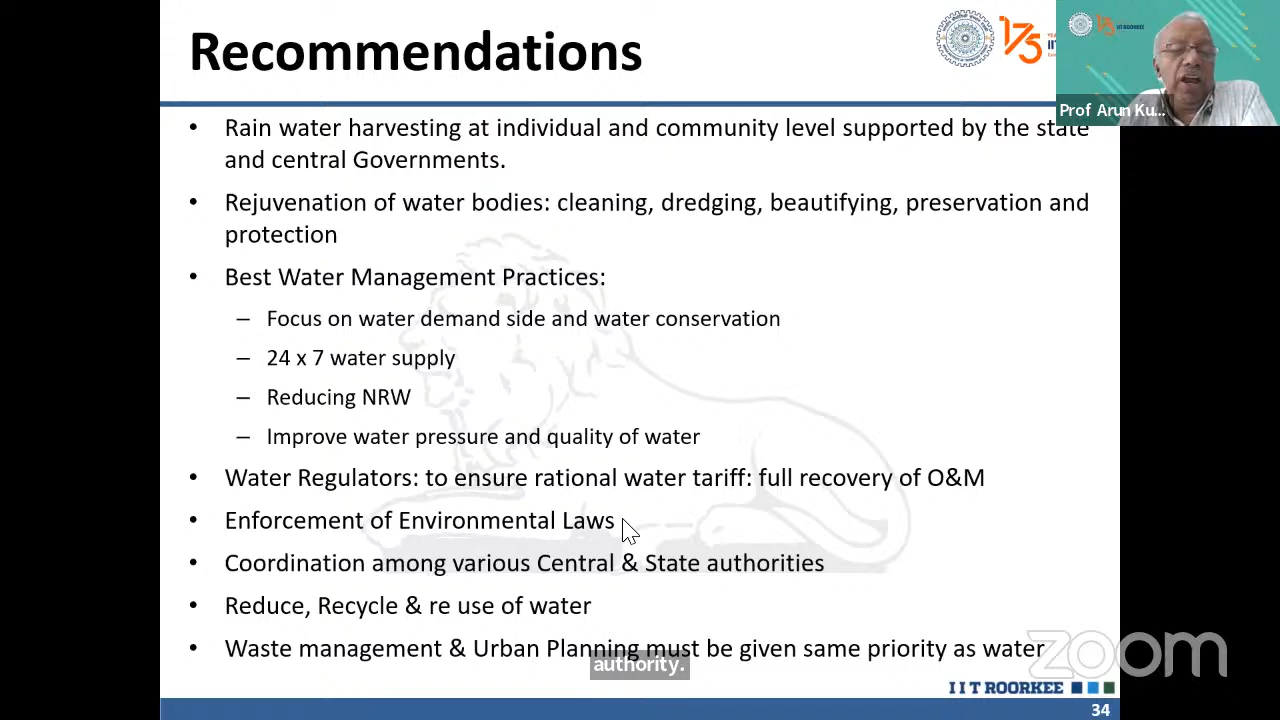 Recommendations
175
IIT ROORKEE
Prof Arun Ku...
• Rain water harvesting at individual and community level supported by the state
and central Governments.
• Rejuvenation of water bodies: cleaning, dredging, beautifying, preservation and
protection
• Best Water Management Practices:
– Focus on water demand side and water conservation
– 24 x 7 water supply
– Reducing NRW
– Improve water pressure and quality of water
• Water Regulators: to ensure rational water tariff: full recovery of O&M
• Enforcement of Environmental Laws
• Coordination among various Central & State authorities
• Reduce, Recycle & re use of water
• Waste management & Urban Planning must be given same priority as water
authority.
zoom
IIT ROORKEE
34